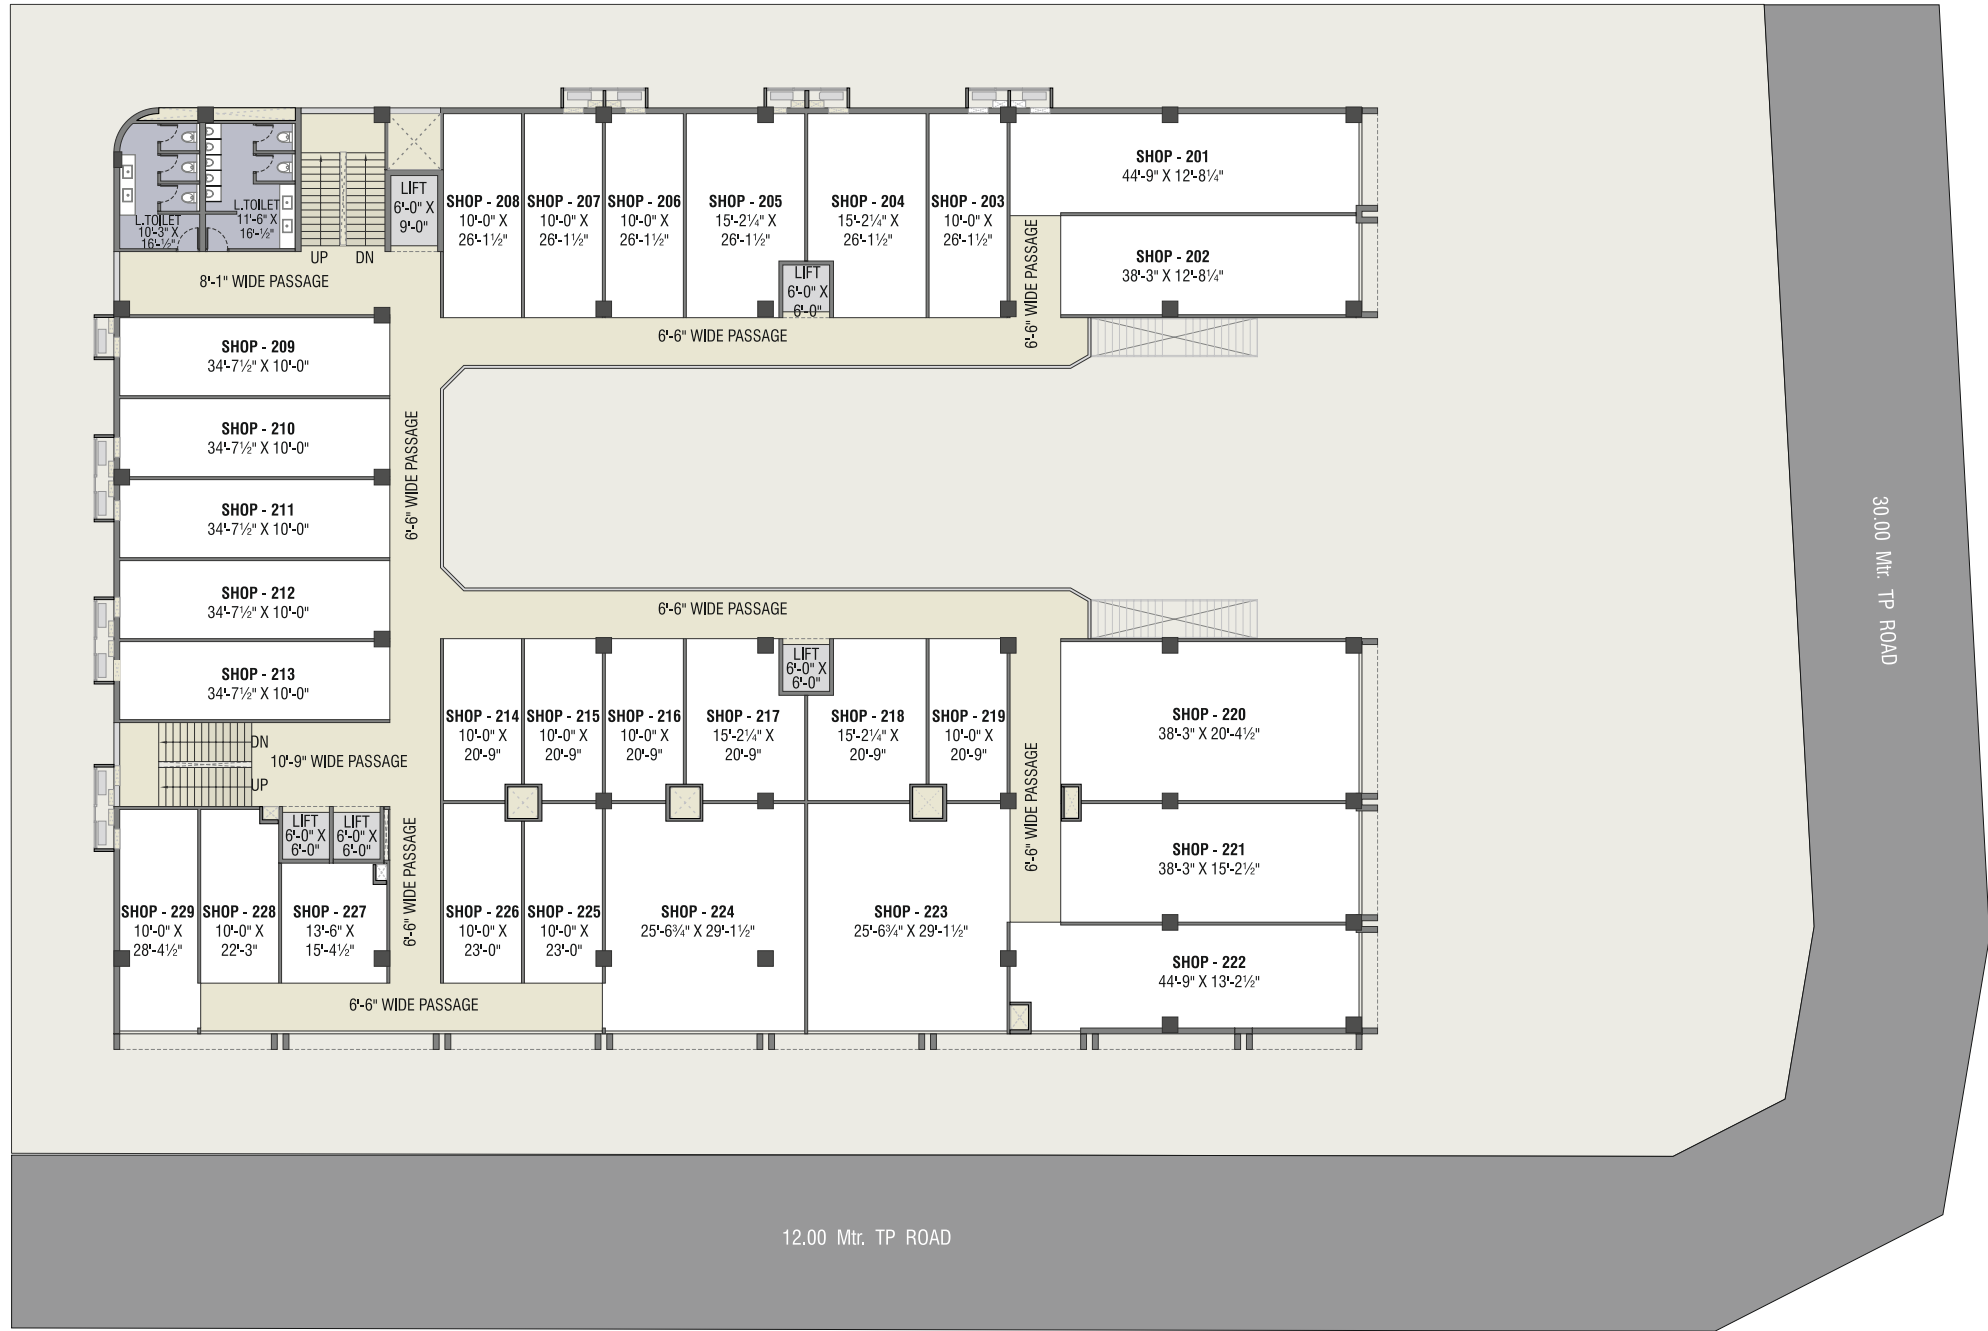 SHOP - 201
44'-9" X 12'-8¼"
SHOP - 202
38'-3" X 12'-8¼"
6'-6" WIDE PASSAGE
SHOP - 203
10'-0" X
26'-1½"
SHOP - 204
15'-2¼" X
26'-1½"
SHOP - 205
15'-2¼" X
26'-1½"
SHOP - 206
10'-0" X
26'-1½"
SHOP - 207
10'-0" X
26'-1½"
SHOP - 208
10'-0" X
26'-1½"
LIFT
6'-0" X
6'-0"
LIFT
6'-0" X
9'-0"
L.TOILET
10'-3" X
16'-½"
L.TOILET
11'-6" X
16'-½"
UP
DN
8'-1" WIDE PASSAGE
6'-6" WIDE PASSAGE
SHOP - 209
34'-7½" X 10'-0"
SHOP - 210
34'-7½" X 10'-0"
SHOP - 211
34'-7½" X 10'-0"
SHOP - 212
34'-7½" X 10'-0"
SHOP - 213
34'-7½" X 10'-0"
6'-6" WIDE PASSAGE
6'-6" WIDE PASSAGE
DN
UP
10'-9" WIDE PASSAGE
SHOP - 214
10'-0" X
20'-9"
SHOP - 215
10'-0" X
20'-9"
SHOP - 216
10'-0" X
20'-9"
SHOP - 217
15'-2¼" X
20'-9"
LIFT
6'-0" X
6'-0"
SHOP - 218
15'-2¼" X
20'-9"
SHOP - 219
10'-0" X
20'-9"
6'-6" WIDE PASSAGE
SHOP - 220
38'-3" X 20'-4½"
SHOP - 221
38'-3" X 15'-2½"
SHOP - 222
44'-9" X 13'-2½"
SHOP - 223
25'-6¾" X 29'-1½"
SHOP - 224
25'-6¾" X 29'-1½"
SHOP - 225
10'-0" X
23'-0"
SHOP - 226
10'-0" X
23'-0"
6'-6" WIDE PASSAGE
LIFT
6'-0" X
6'-0"
LIFT
6'-0" X
6'-0"
SHOP - 227
13'-6" X
15'-4½"
SHOP - 228
10'-0" X
22'-3"
SHOP - 229
10'-0" X
28'-4½"
6'-6" WIDE PASSAGE
30.00 Mtr. TP ROAD
12.00 Mtr. TP ROAD